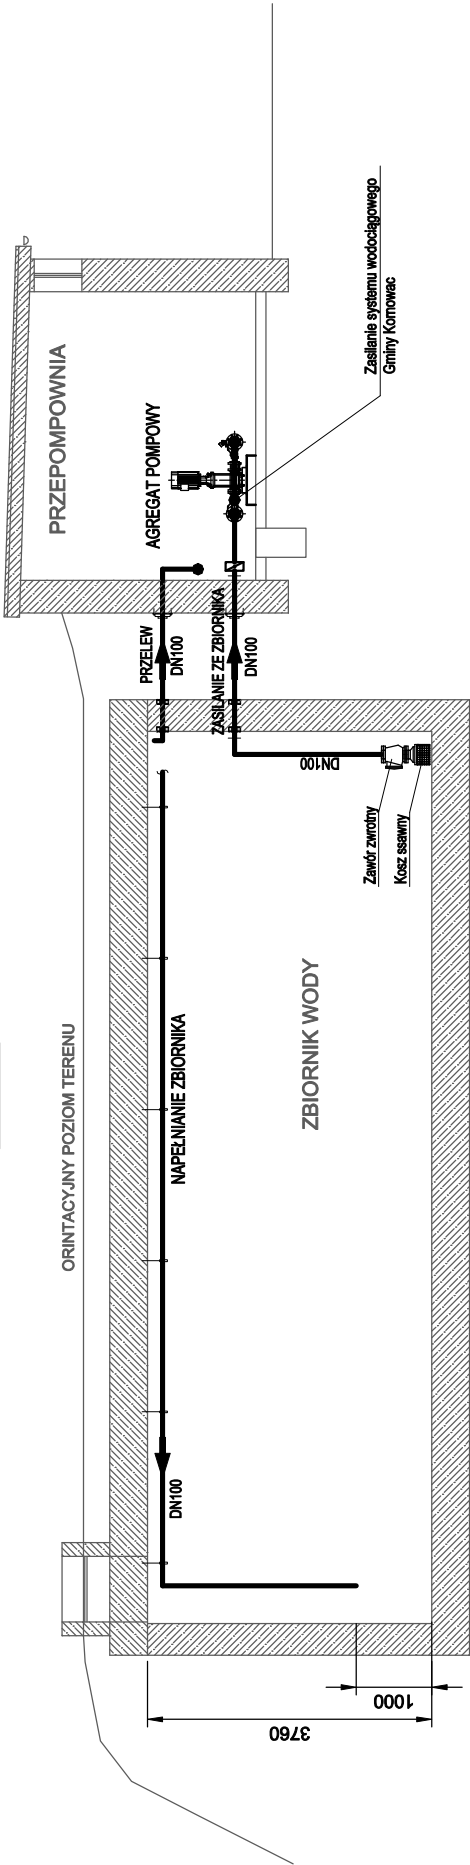 PRZEPOMPOWNIA
AGREGAT POMPOWY
Zasilanie systemu wodociągowego
Gminy Kornowac
PRZELEW
DN100
ZASILANIE ZE ZBIORNIKA
DN100
DN100
Zawór zwrotny
Kosz ssawny
ORINTACYJNY POZIOM TERENU
NAPEŁNIANIE ZBIORNIKA
ZBIORNIK WODY
DN100
1000
3760